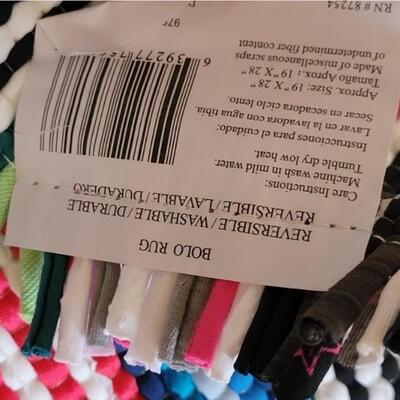 BOLO RUG
REVERSIBLE/WASHABLE/DURABLE
REVERSIBLE/LAVABLE/DURADERO
Care Instructions:
Machine wash in mild water.
Tumble dry low heat.
Instrucciones para el cuidado:
Lavar en la lavadora con agua tibia.
Secar en secadora ciclo lento.
Approx. Size: 19" X 28"
Tamaño Approx.: 19" X 28"
Made of miscellaneous scraps
of undetermined fiber content
RN # 87254